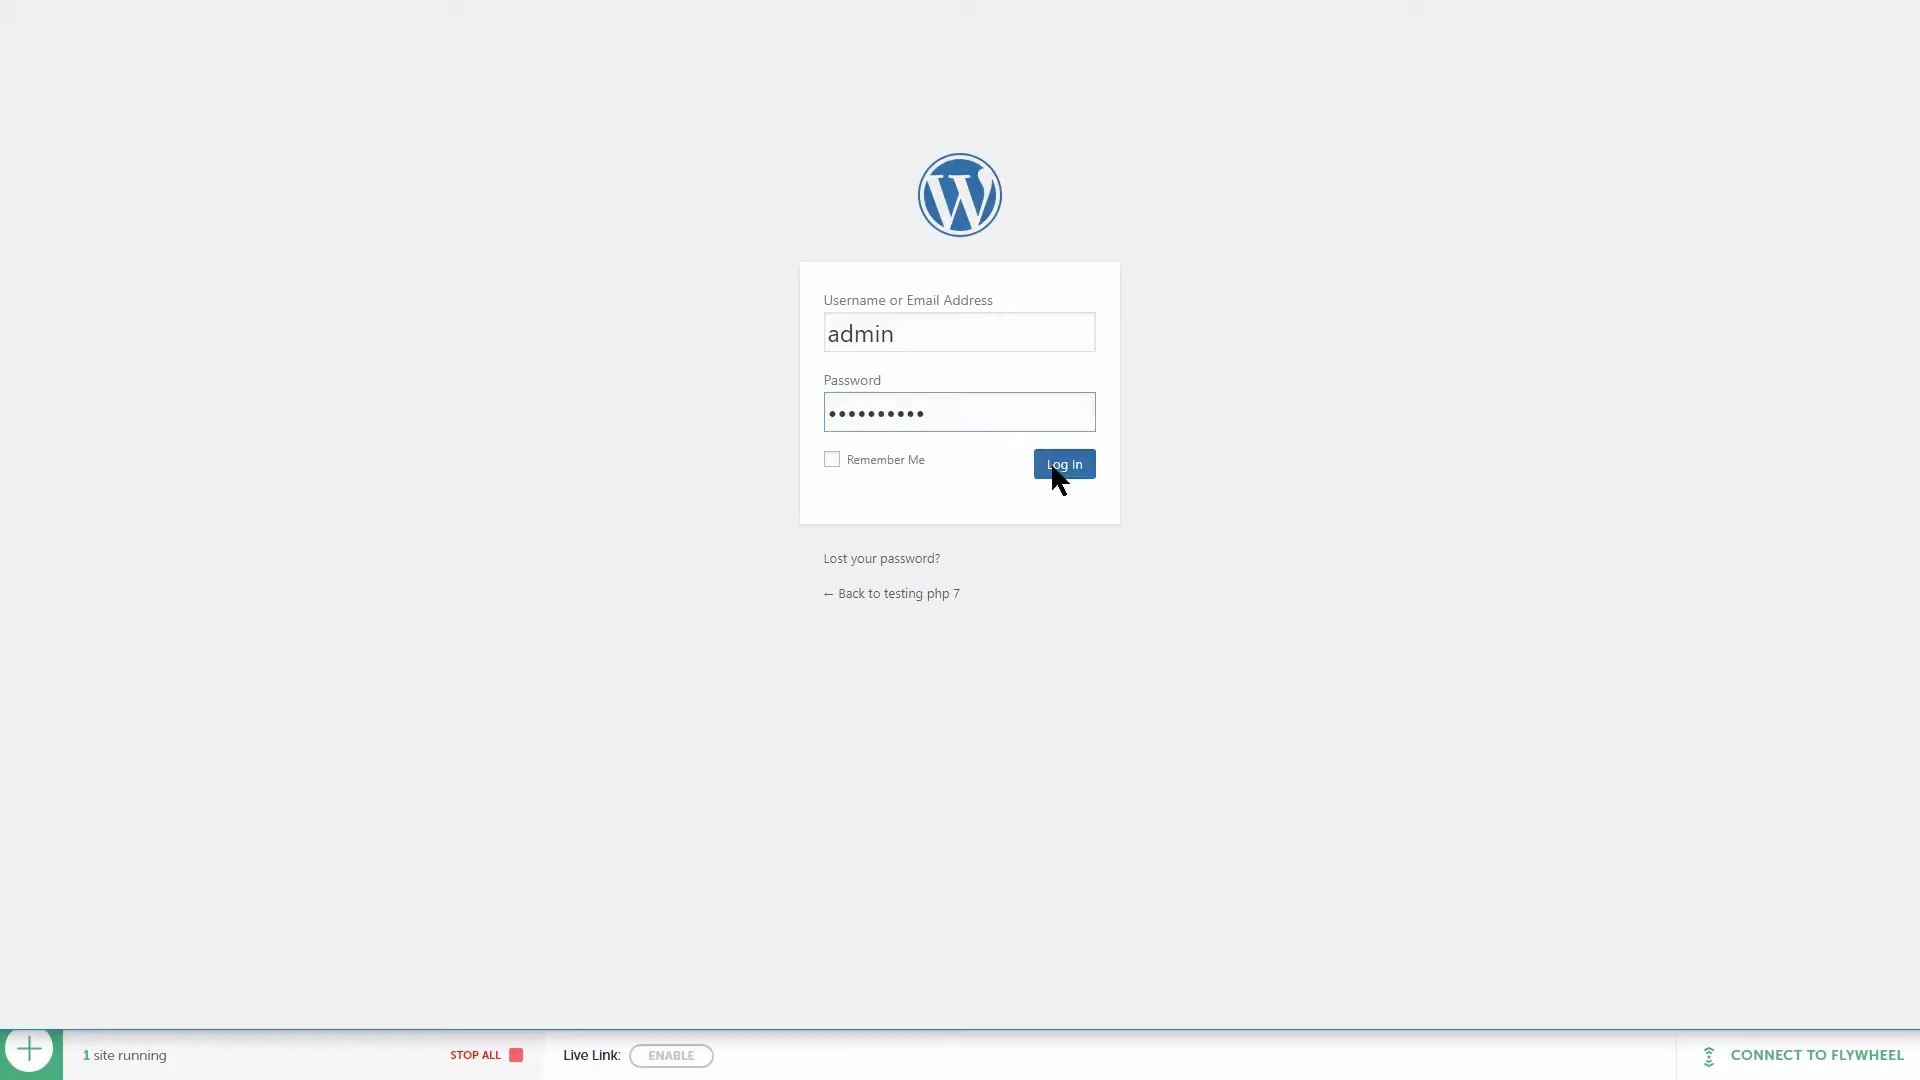 Username or Email Address
admin
Password
••••••••••
Remember Me
Log In
Lost your password?
← Back to testing php 7
1 site running
STOP ALL
Live Link:
ENABLE
CONNECT TO FLYWHEEL